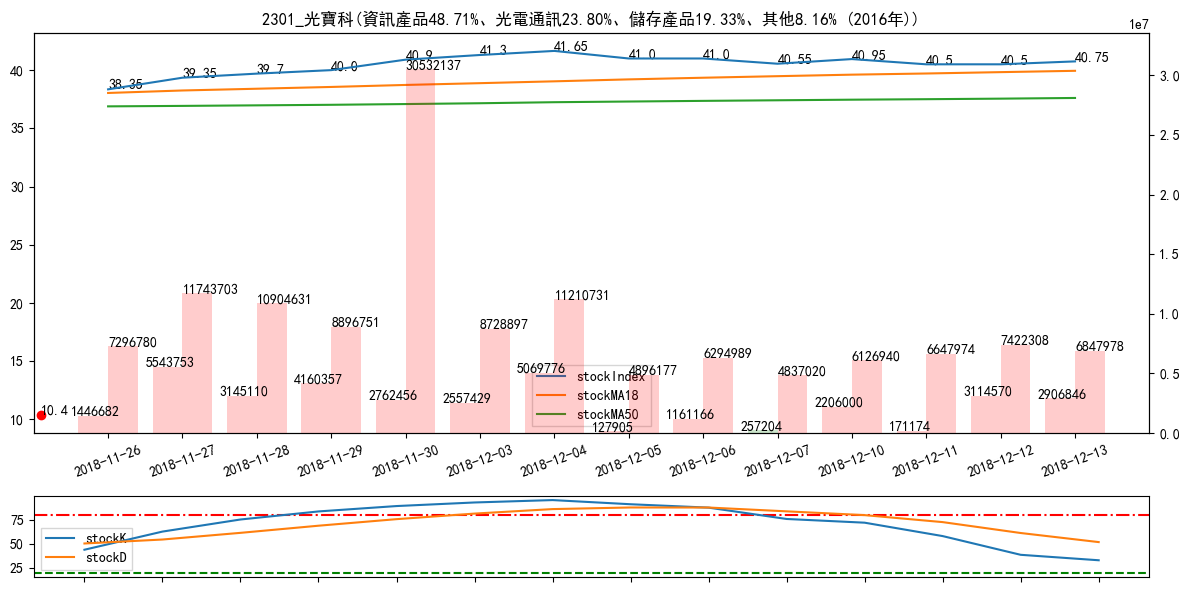 2301_光寶科(資訊產品48.71%、光電通訊23.80%、儲存產品19.33%、其他8.16% (2016年))
1e7
38.35 39.35 39.7 40.0 40.9 41.3 41.65 41.0 41.0 40.55 40.95 40.5 40.5 40.75
40 35 30 25 20 15 10
3.0 2.5 2.0 1.5 1.0 0.5 0.0
7296780 11743703 10904631 8896751 30532137 8728897 11210731 4896177 6294989 4837020 6126940 6647974 7422308 6847978
10.4
1446682 5543753 3145110 4160357 2762456 2557429 5069776 127905 1161166 257204 2206000 171174 3114570 2906846
stockIndex
stockMA18
stockMA50
2018-11-26 2018-11-27 2018-11-28 2018-11-29 2018-11-30 2018-12-03 2018-12-04 2018-12-05 2018-12-06 2018-12-07 2018-12-10 2018-12-11 2018-12-12 2018-12-13
75 50 25
stockK
stockD